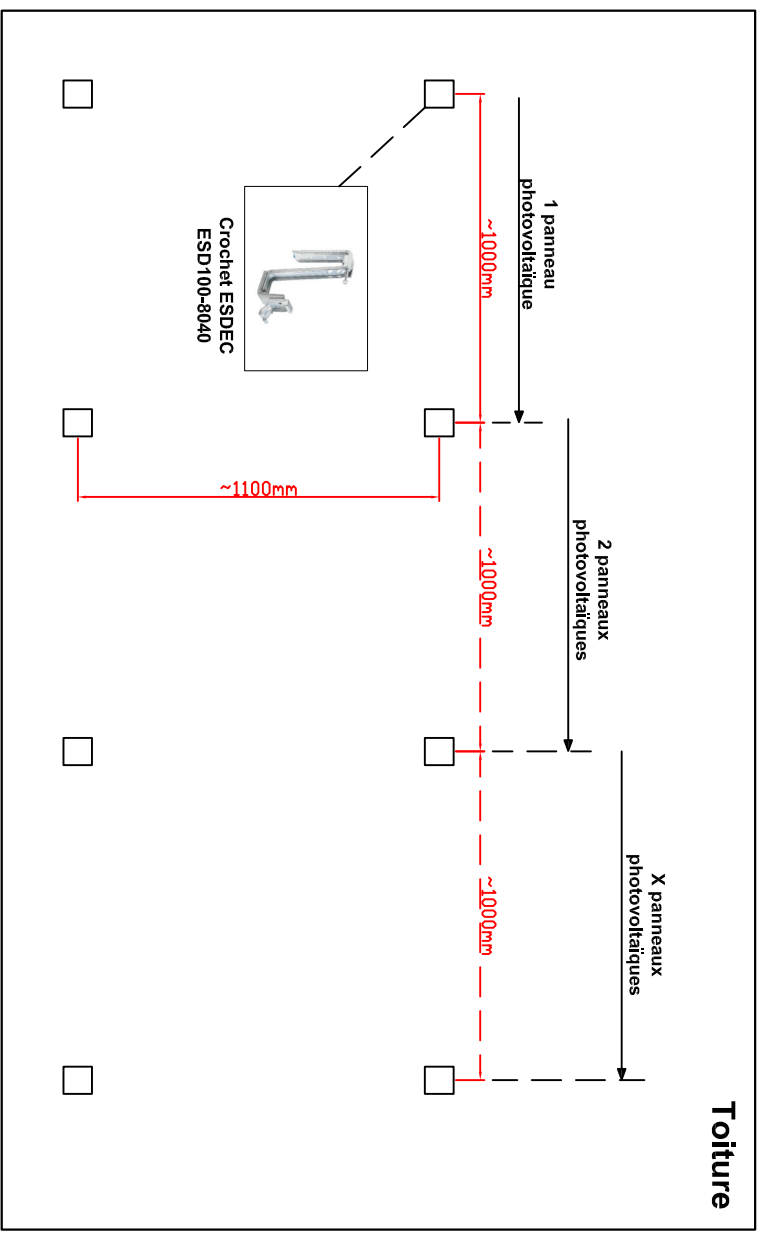 Toiture
1 panneau
photovoltaïque
2 panneaux
photovoltaïques
X panneaux
photovoltaïques
~1000mm
~1000mm
~1000mm
~1100mm
Crochet ESDEC
ESD100-8040